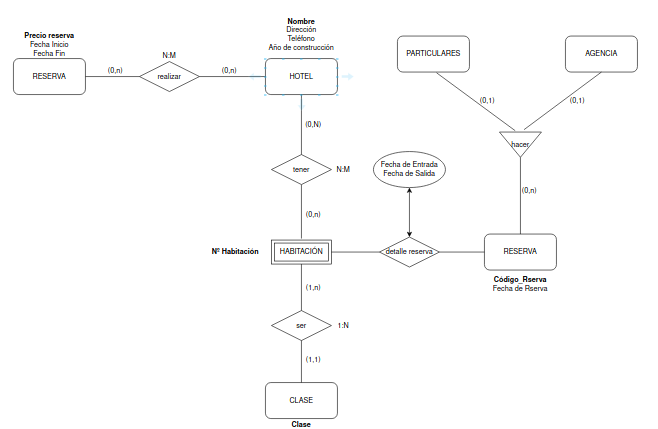 Precio reserva
Fecha Inicio
Fecha Fin
RESERVA
N:M
(0,n)
realizar
(0,n)
Nombre
Dirección
Teléfono
Año de construcción
HOTEL
PARTICULARES
AGENCIA
(0,1)
(0,1)
hacer
(0,N)
tener
N:M
Fecha de Entrada
Fecha de Salida
(0,n)
(0,n)
Nº Habitación
HABITACIÓN
detalle reserva
RESERVA
Código_Rserva
Fecha de Rserva
(1,n)
ser
1:N
(1,1)
CLASE
Clase